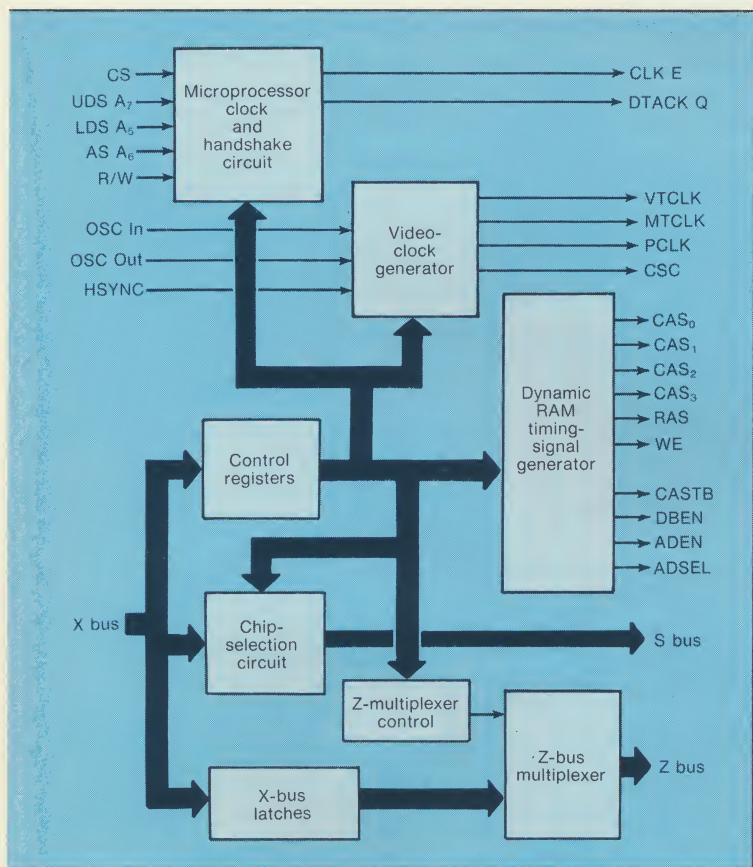 CS
UDS A₇
LDS A₅
AS A₆
R/W
Microprocessor
clock
and
handshake
circuit
CLK E
DTACK Q
OSC In
OSC Out
HSYNC
Video-
clock
generator
VTCLK
MTCLK
PCLK
CSC
Dynamic
RAM
timing-
signal
generator
CAS₀
CAS₁
CAS₂
CAS₃
RAS
WE
CASTB
DBEN
ADEN
ADSEL
Control
registers
X bus
Chip-
selection
circuit
S bus
Z-multiplexer
control
Z-bus
multiplexer
Z bus
X-bus
latches